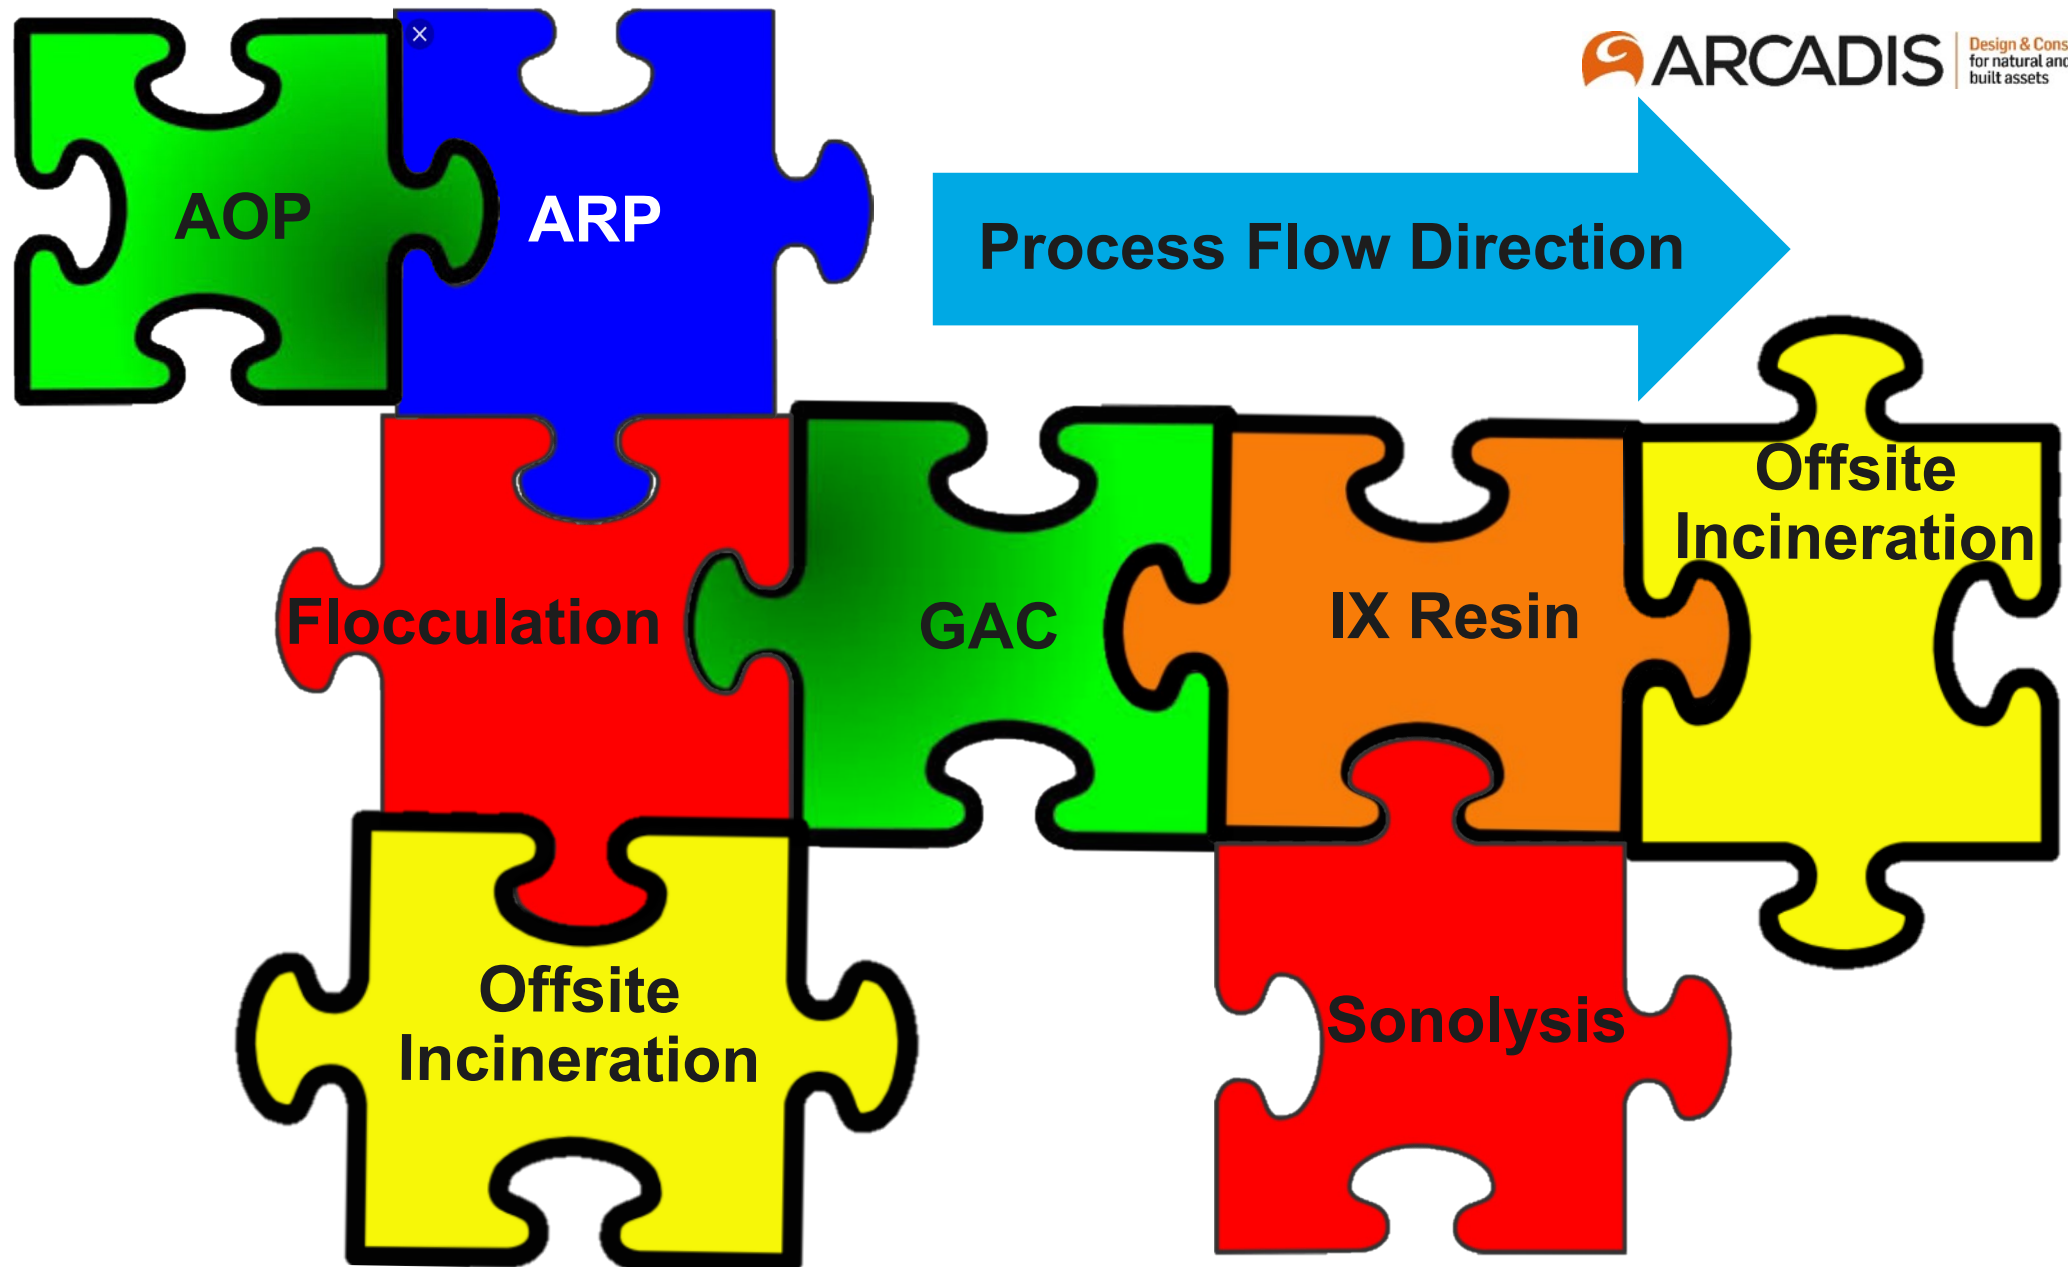 ARCADIS
Design & Cons
for natural and
built assets
AOP
ARP
Process Flow Direction
Offsite
Incineration
Flocculation
GAC
IX Resin
Offsite
Incineration
Sonolysis